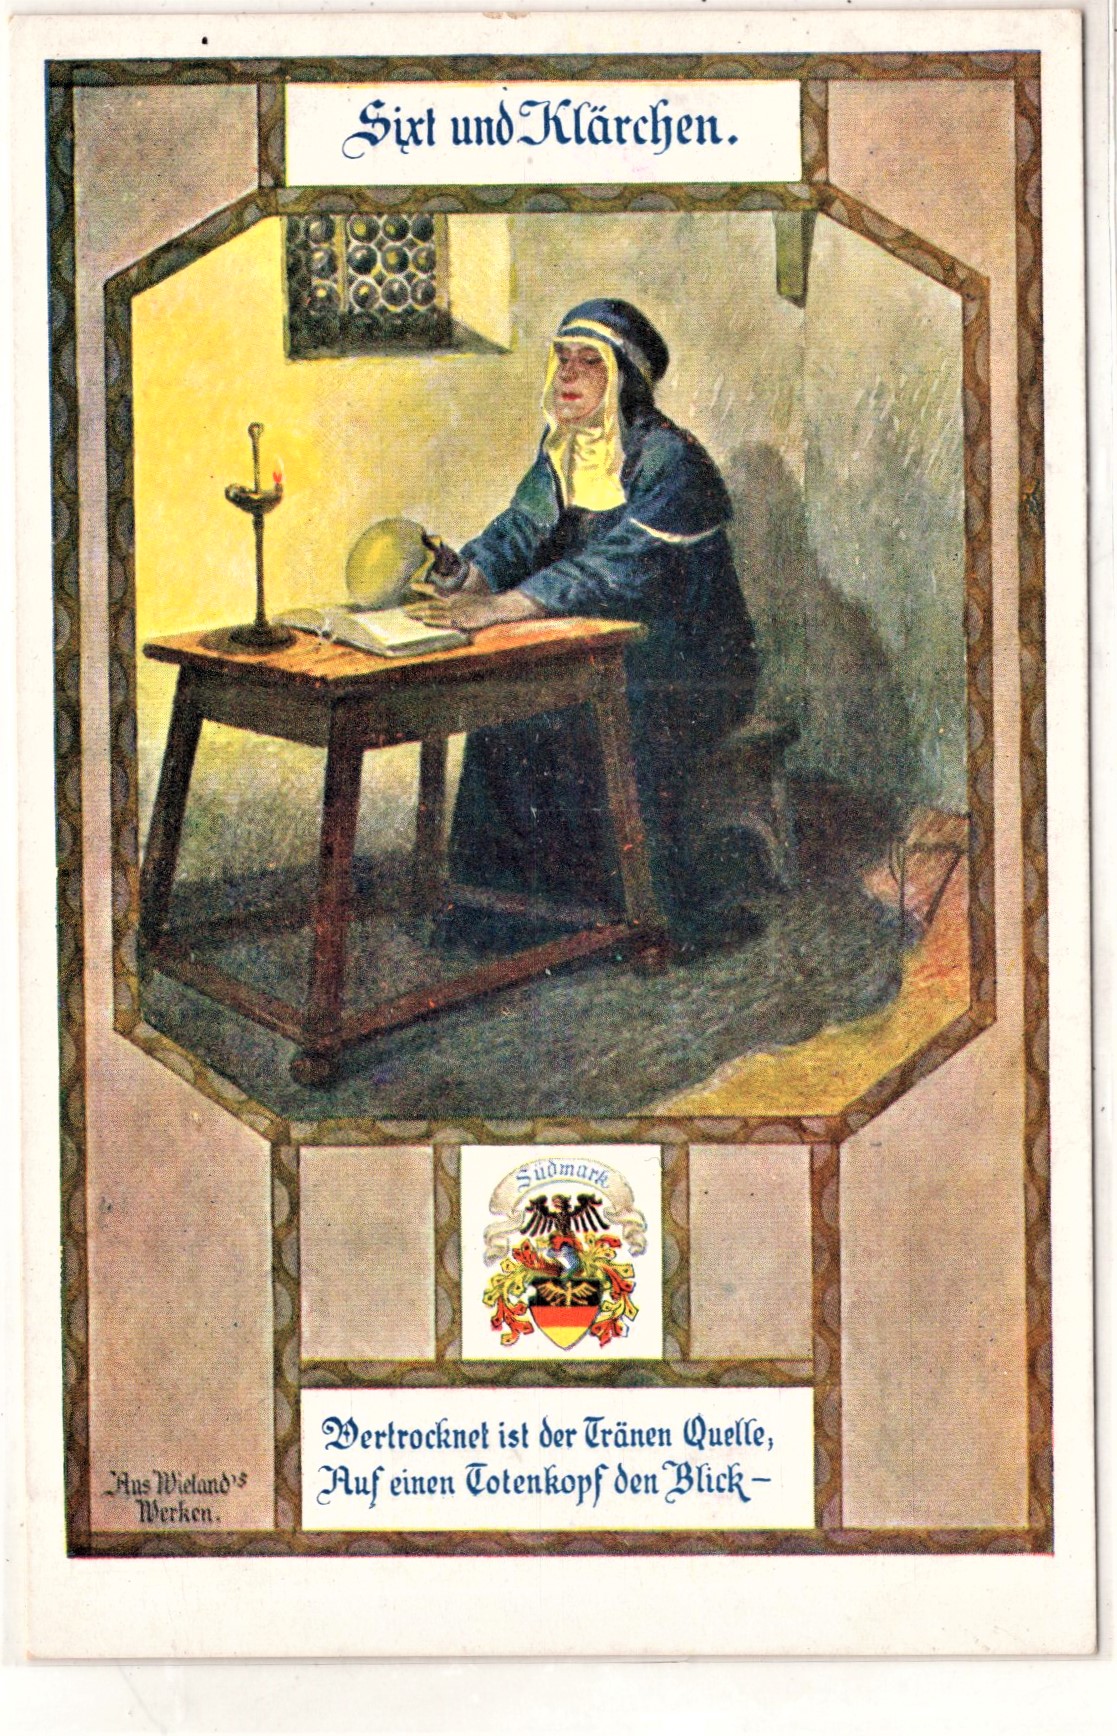 Sixt und Klärchen.
Südmark
Vertrocknet ist der Tränen Quelle,
Auf einen Totenkopf den Blick –
Aus Wieland's
Werken.